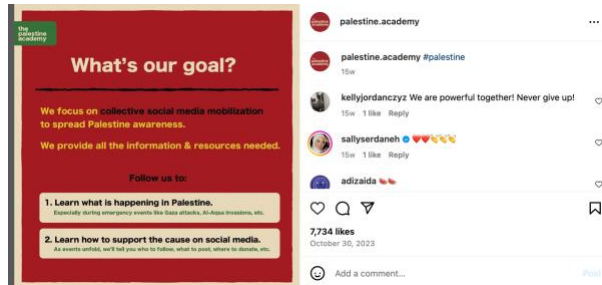 the
palestine
academy
What's our goal?
We focus on collective social media mobilization
to spread Palestine awareness.
We provide all the information & resources needed.
Follow us to:
1. Learn what is happening in Palestine.
Especially during emergency events like Gaza attacks, Al-Aqsa invasions, etc.
2. Learn how to support the cause on social media.
As events unfold, we'll tell you who to follow, what to post, where to donate, etc.
palestine.academy
palestine.academy #palestine
15w
kellyjordanczyz We are powerful together! Never give up!
15w 1 like Reply
sallyserdaneh ❤️❤️👏👏👏
15w 1 like Reply
adizaida 🍉🍉
7,734 likes
October 30, 2023
Add a comment...
Post